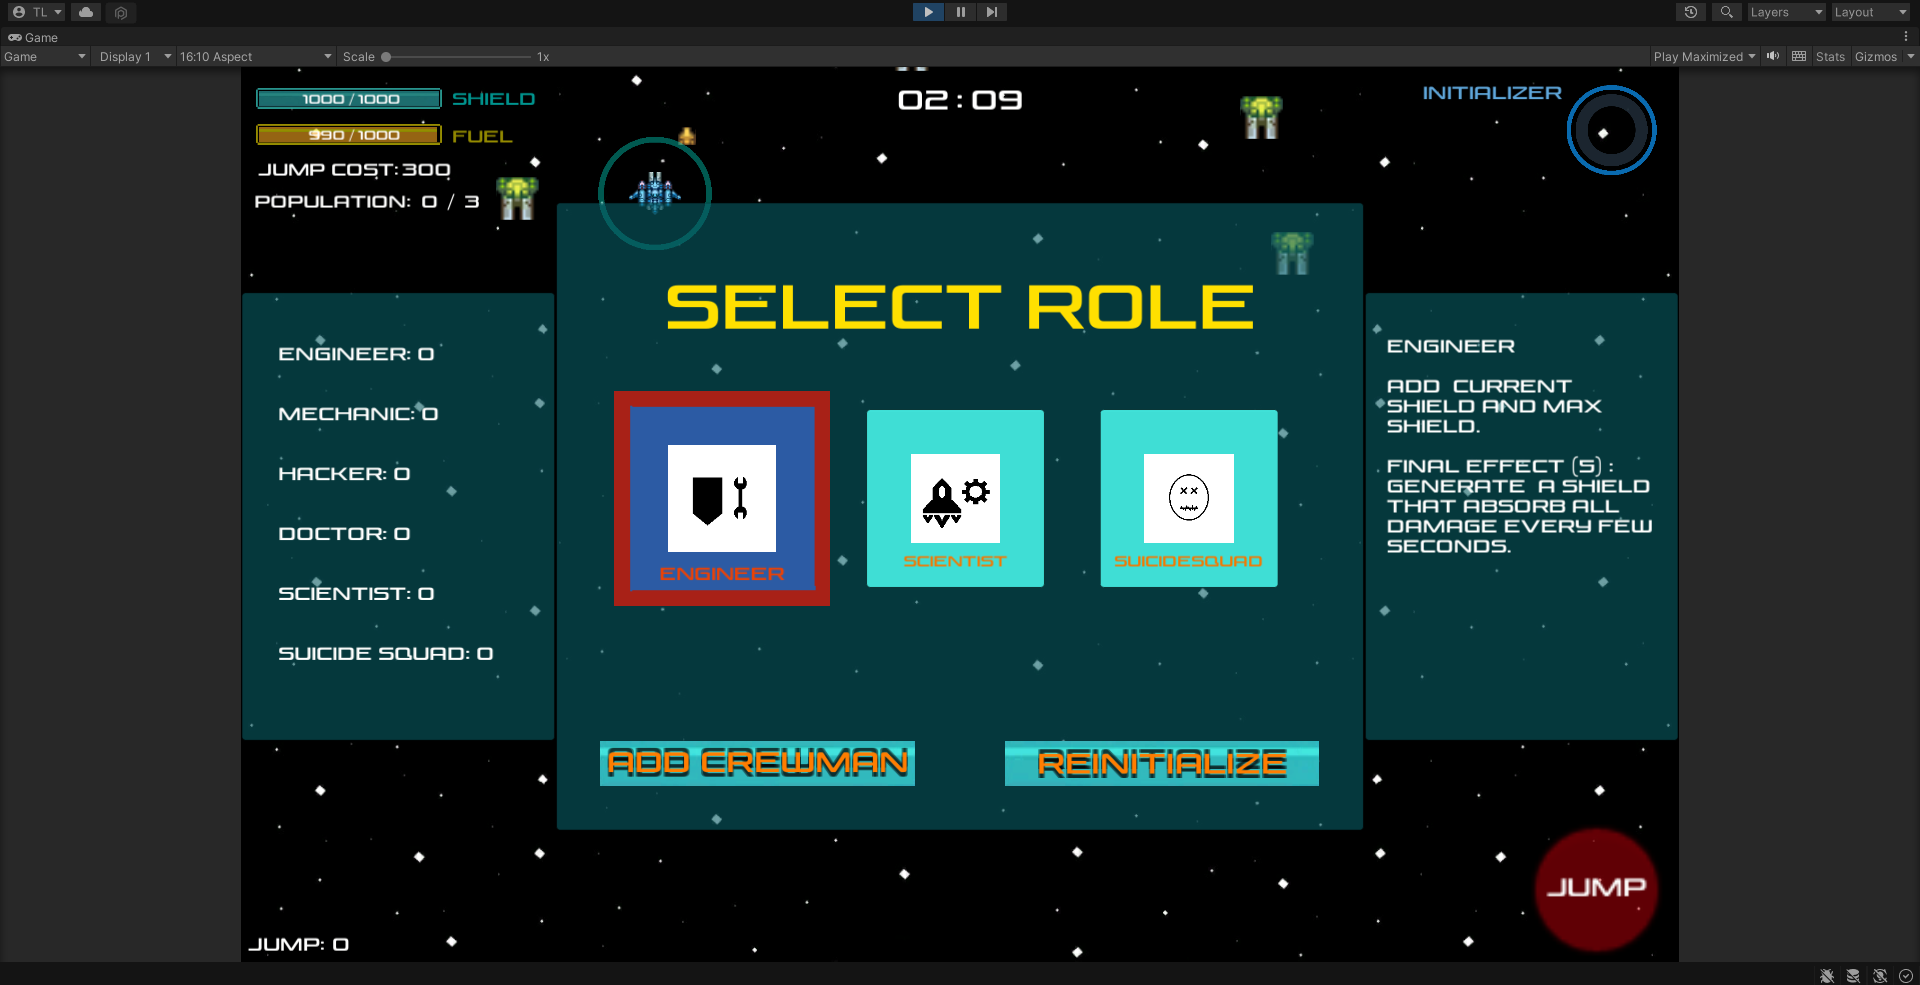 TL
Layers
Layout
Game
Game
Display 1
16:10 Aspect
Scale
1x
Play Maximized
Stats
Gizmos
1000 / 1000
SHIELD
990 / 1000
FUEL
JUMP COST: 300
POPULATION: 0 / 3
02 : 09
INITIALIZER
SELECT ROLE
ENGINEER: 0
MECHANIC: 0
HACKER: 0
DOCTOR: 0
SCIENTIST: 0
SUICIDE SQUAD: 0
ENGINEER
SCIENTIST
SUICIDESQUAD
ADD CREWMAN
REINITIALIZE
ENGINEER
ADD CURRENT
SHIELD AND MAX
SHIELD.
FINAL EFFECT (5) :
GENERATE A SHIELD
THAT ABSORB ALL
DAMAGE EVERY FEW
SECONDS.
JUMP
JUMP: 0